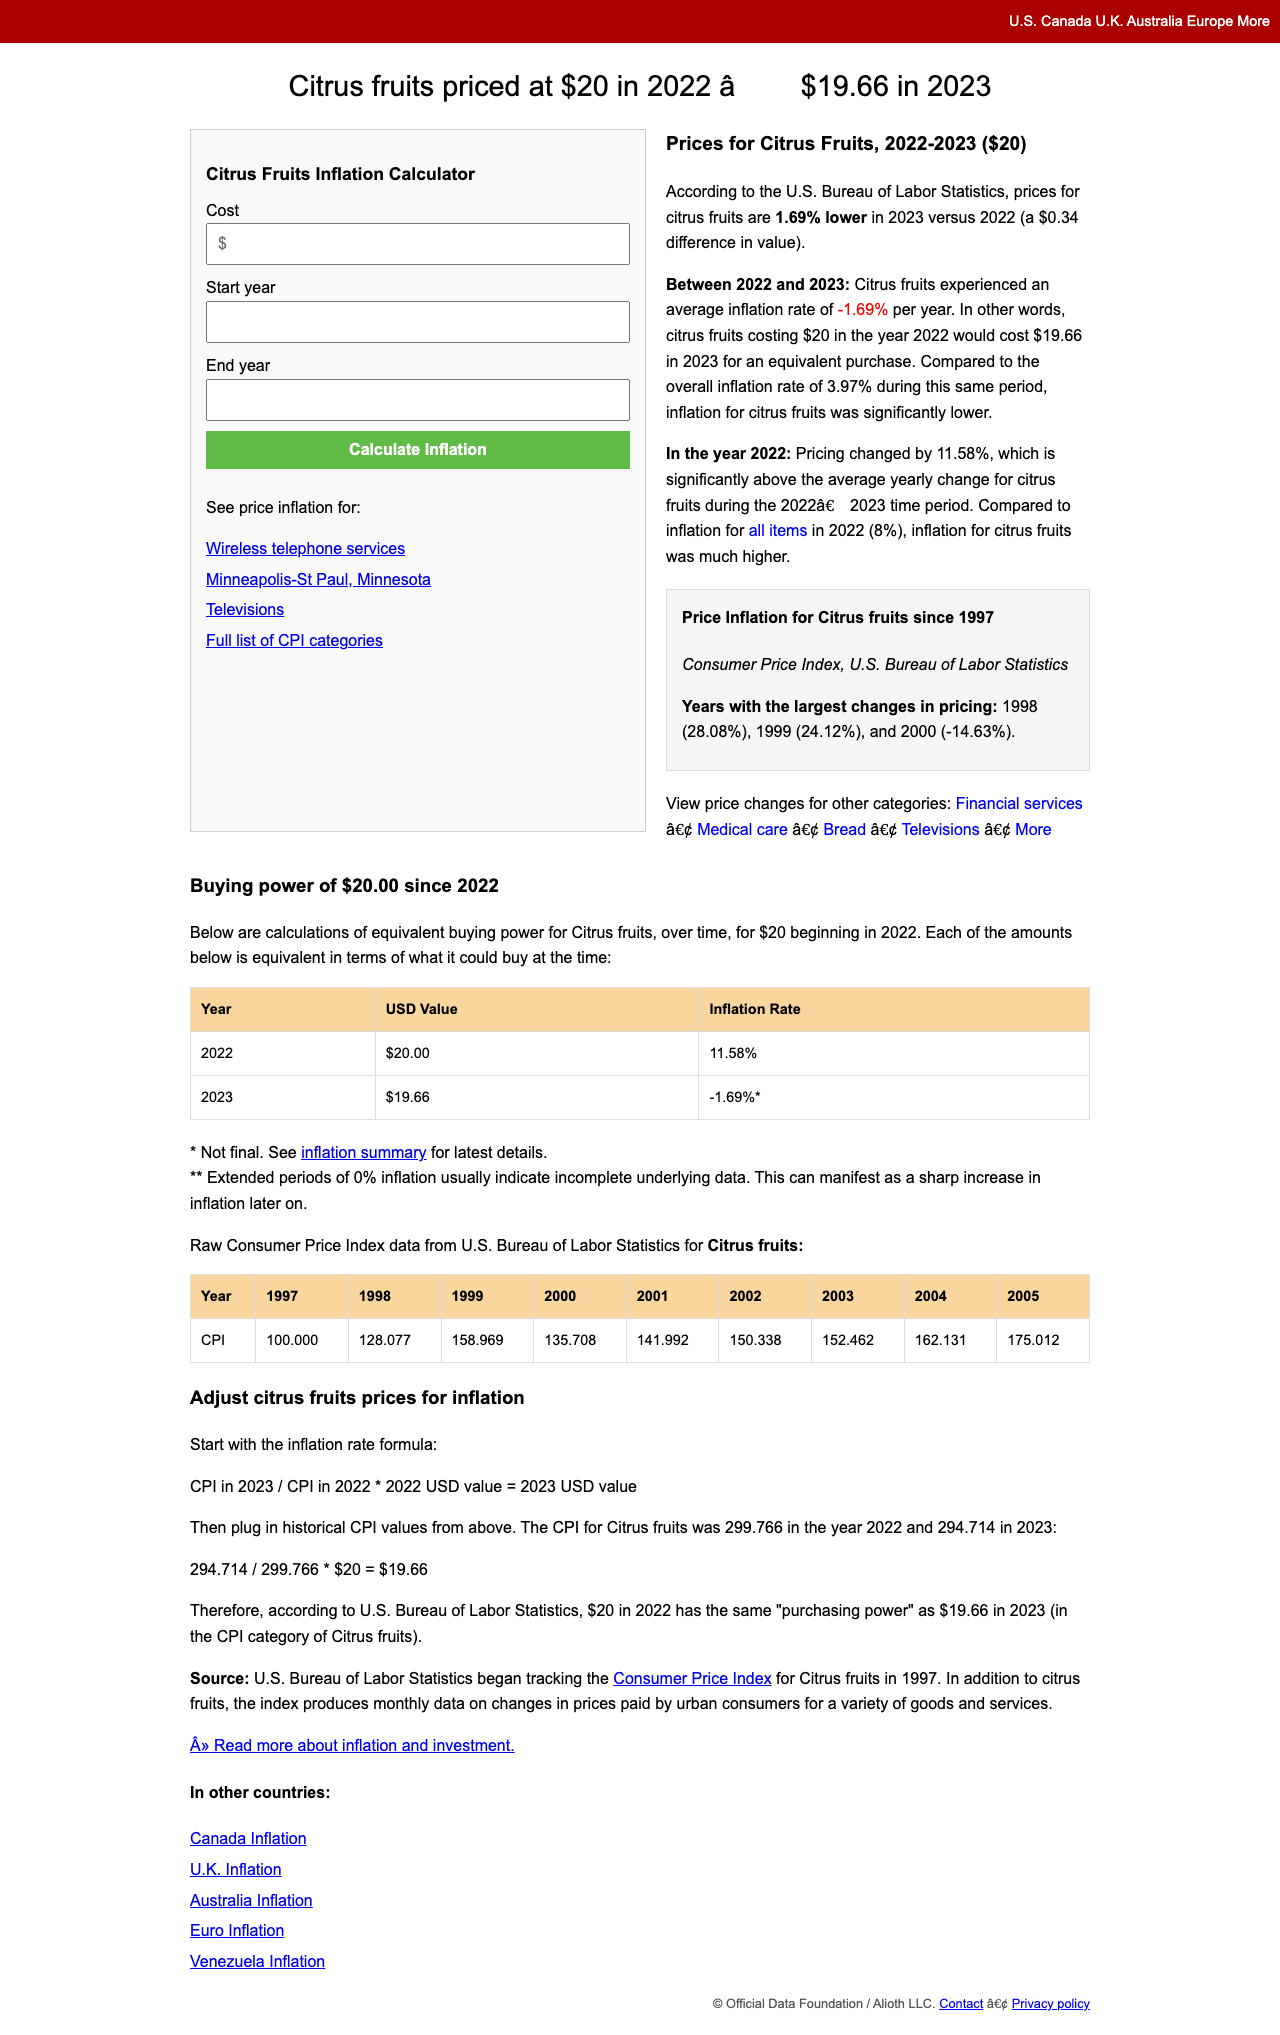 U.S. Canada U.K. Australia Europe More
Citrus fruits priced at $20 in 2022 â $19.66 in 2023
Citrus Fruits Inflation Calculator
Cost
$
Start year
End year
Calculate Inflation
See price inflation for:
Wireless telephone services
Minneapolis-St Paul, Minnesota
Televisions
Full list of CPI categories
Prices for Citrus Fruits, 2022-2023 ($20)
According to the U.S. Bureau of Labor Statistics, prices for
citrus fruits are 1.69% lower in 2023 versus 2022 (a $0.34
difference in value).
Between 2022 and 2023: Citrus fruits experienced an
average inflation rate of -1.69% per year. In other words,
citrus fruits costing $20 in the year 2022 would cost $19.66
in 2023 for an equivalent purchase. Compared to the
overall inflation rate of 3.97% during this same period,
inflation for citrus fruits was significantly lower.
In the year 2022: Pricing changed by 11.58%, which is
significantly above the average yearly change for citrus
fruits during the 2022â€ 2023 time period. Compared to
inflation for all items in 2022 (8%), inflation for citrus fruits
was much higher.
Price Inflation for Citrus fruits since 1997
Consumer Price Index, U.S. Bureau of Labor Statistics
Years with the largest changes in pricing: 1998
(28.08%), 1999 (24.12%), and 2000 (-14.63%).
View price changes for other categories: Financial services
â€¢ Medical care â€¢ Bread â€¢ Televisions â€¢ More
Buying power of $20.00 since 2022
Below are calculations of equivalent buying power for Citrus fruits, over time, for $20 beginning in 2022. Each of the amounts
below is equivalent in terms of what it could buy at the time:
Year USD Value Inflation Rate
2022 $20.00 11.58%
2023 $19.66 -1.69%*
* Not final. See inflation summary for latest details.
** Extended periods of 0% inflation usually indicate incomplete underlying data. This can manifest as a sharp increase in
inflation later on.
Raw Consumer Price Index data from U.S. Bureau of Labor Statistics for Citrus fruits:
Year 1997 1998 1999 2000 2001 2002 2003 2004 2005
CPI 100.000 128.077 158.969 135.708 141.992 150.338 152.462 162.131 175.012
Adjust citrus fruits prices for inflation
Start with the inflation rate formula:
CPI in 2023 / CPI in 2022 * 2022 USD value = 2023 USD value
Then plug in historical CPI values from above. The CPI for Citrus fruits was 299.766 in the year 2022 and 294.714 in 2023:
294.714 / 299.766 * $20 = $19.66
Therefore, according to U.S. Bureau of Labor Statistics, $20 in 2022 has the same "purchasing power" as $19.66 in 2023 (in
the CPI category of Citrus fruits).
Source: U.S. Bureau of Labor Statistics began tracking the Consumer Price Index for Citrus fruits in 1997. In addition to citrus
fruits, the index produces monthly data on changes in prices paid by urban consumers for a variety of goods and services.
Â» Read more about inflation and investment.
In other countries:
Canada Inflation
U.K. Inflation
Australia Inflation
Euro Inflation
Venezuela Inflation
© Official Data Foundation / Alioth LLC. Contact â€¢ Privacy policy